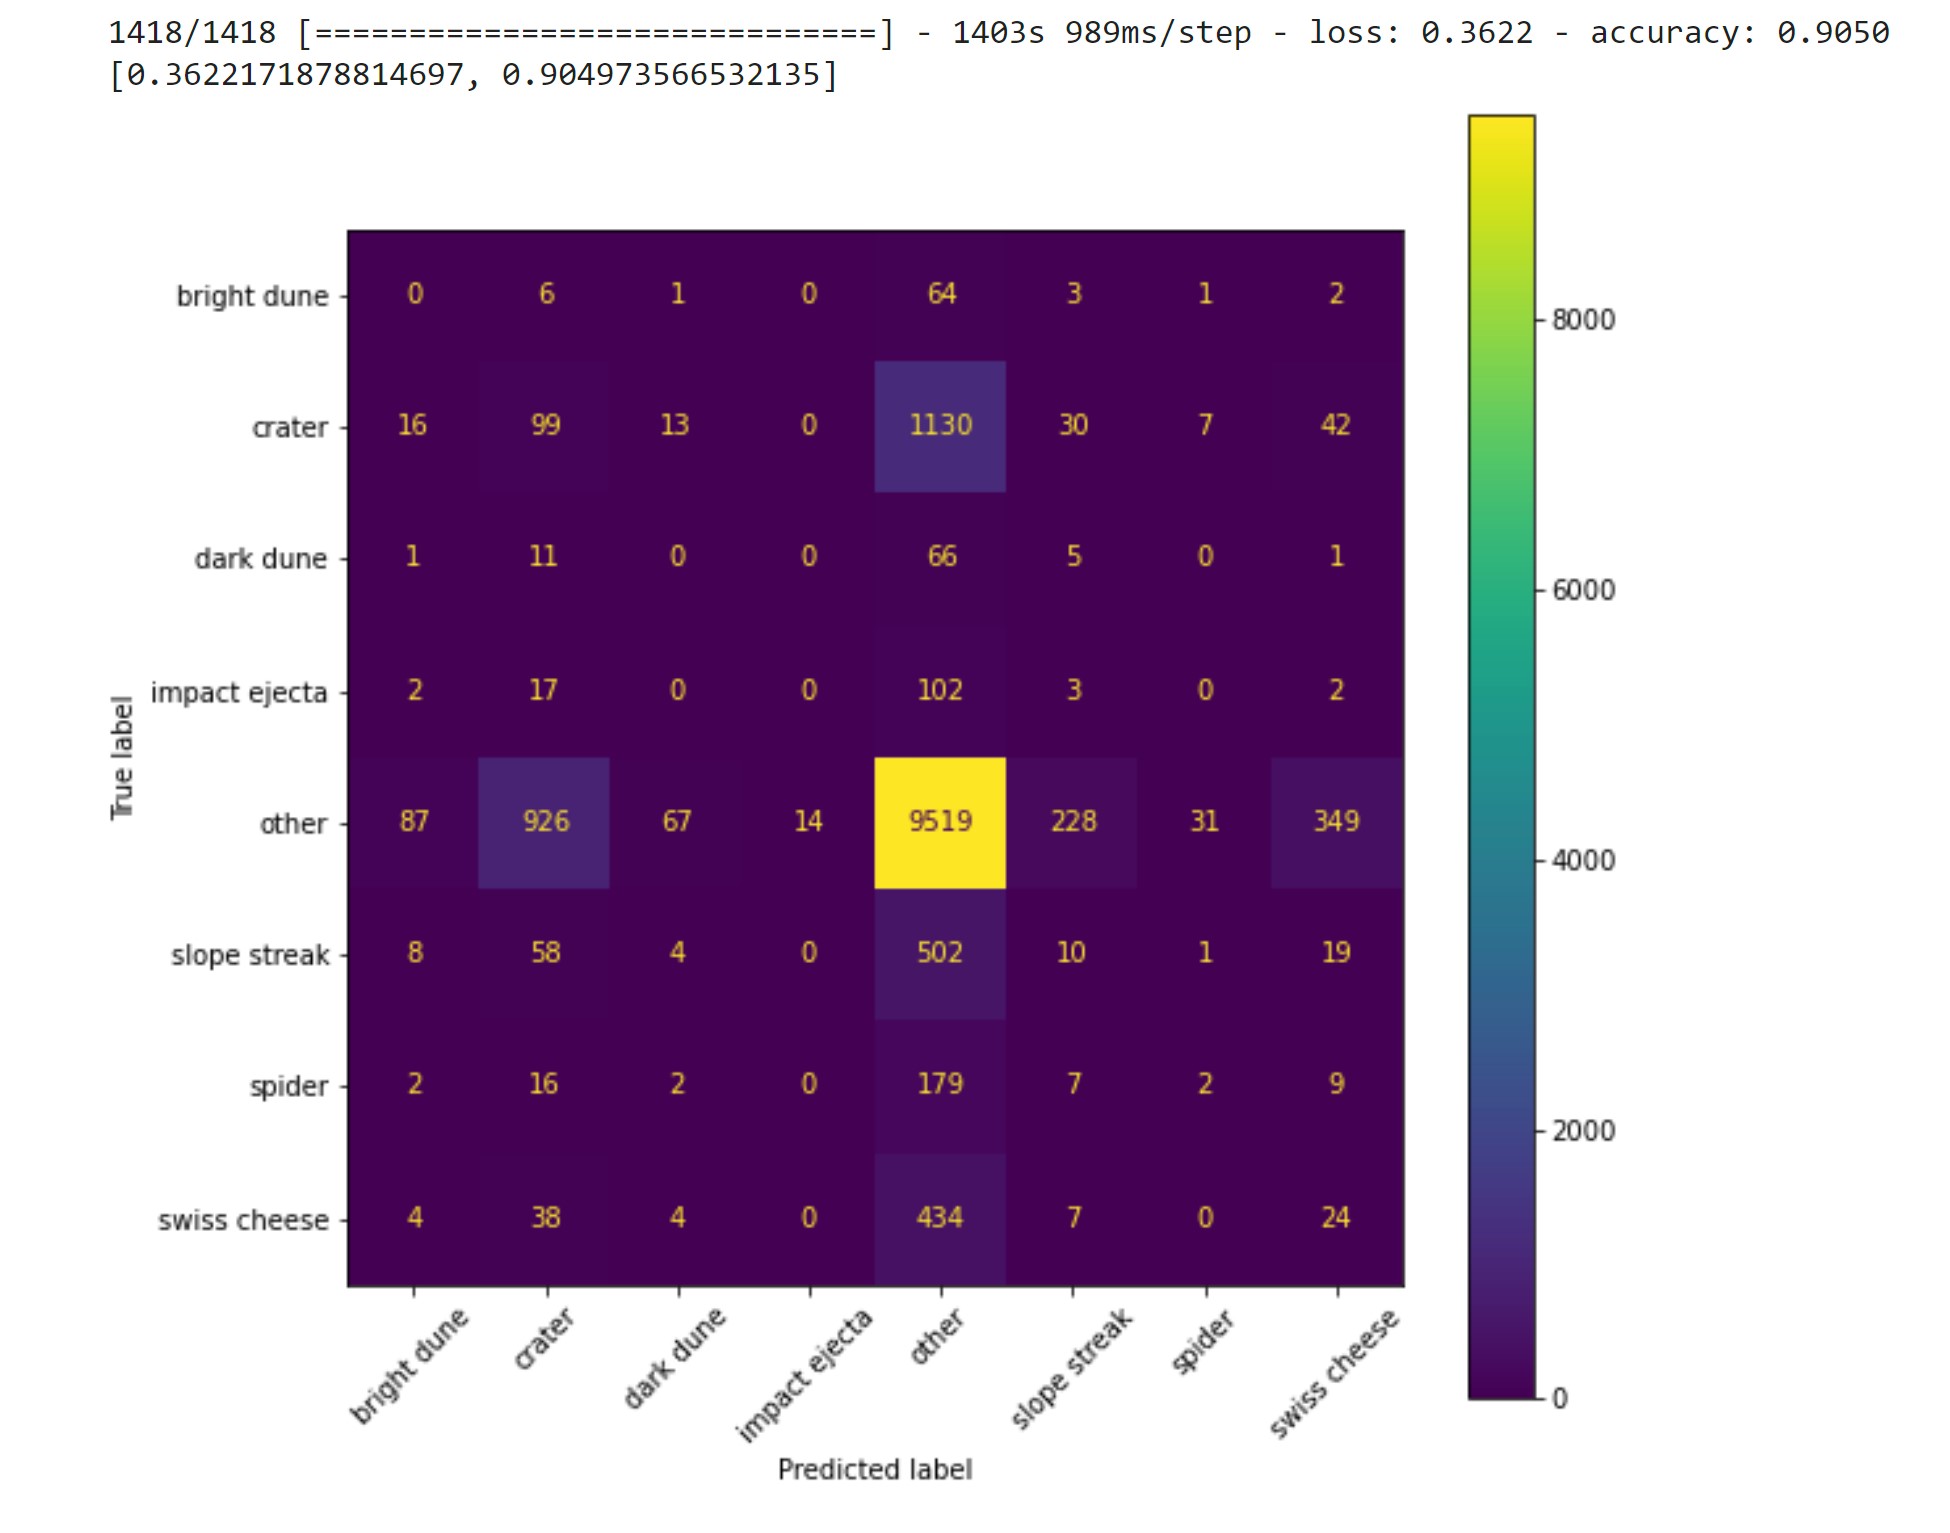 1418/1418 [==============================] - 1403s 989ms/step - loss: 0.3622 - accuracy: 0.9050
[0.3622171878814697, 0.904973566532135]
True label
bright dune 0 6 1 0 64 3 1 2
crater 16 99 13 0 1130 30 7 42
dark dune 1 11 0 0 66 5 0 1
impact ejecta 2 17 0 0 102 3 0 2
other 87 926 67 14 9519 228 31 349
slope streak 8 58 4 0 502 10 1 19
spider 2 16 2 0 179 7 2 9
swiss cheese 4 38 4 0 434 7 0 24
bright dune crater dark dune impact ejecta other slope streak spider swiss cheese
Predicted label
8000
6000
4000
2000
0